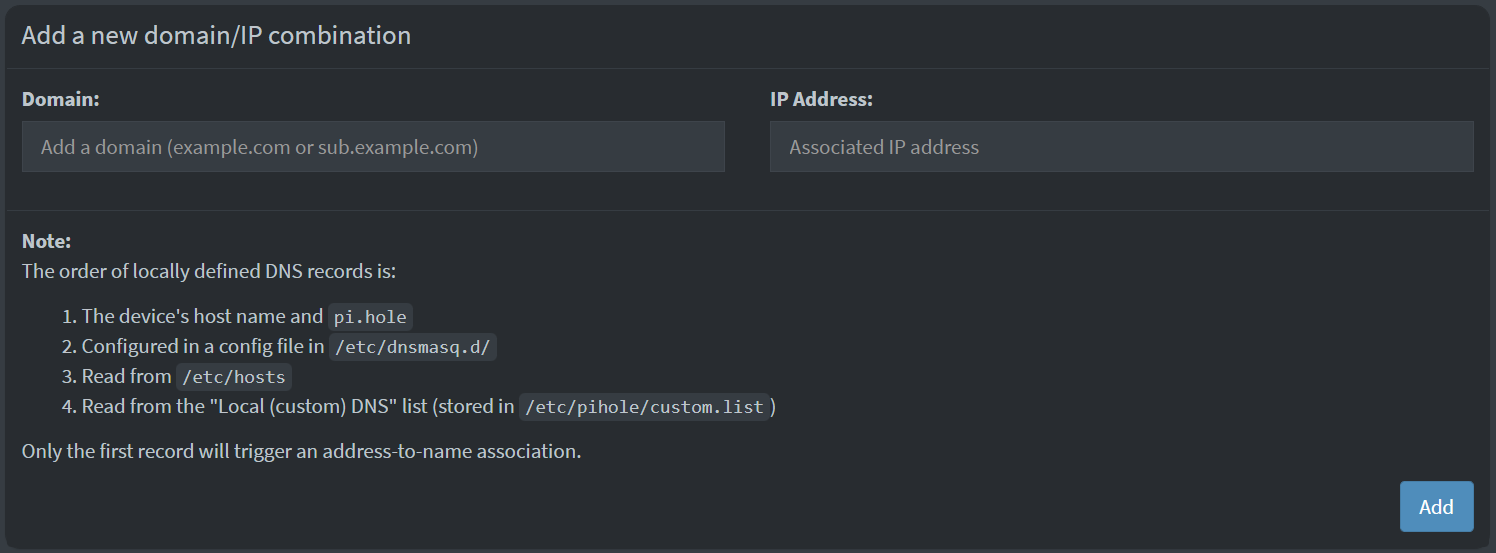 Add a new domain/IP combination
Domain:
Add a domain (example.com or sub.example.com)
IP Address:
Associated IP address
Note:
The order of locally defined DNS records is:
1. The device's host name and pi.hole
2. Configured in a config file in /etc/dnsmasq.d/
3. Read from /etc/hosts
4. Read from the "Local (custom) DNS" list (stored in /etc/pihole/custom.list)
Only the first record will trigger an address-to-name association.
Add